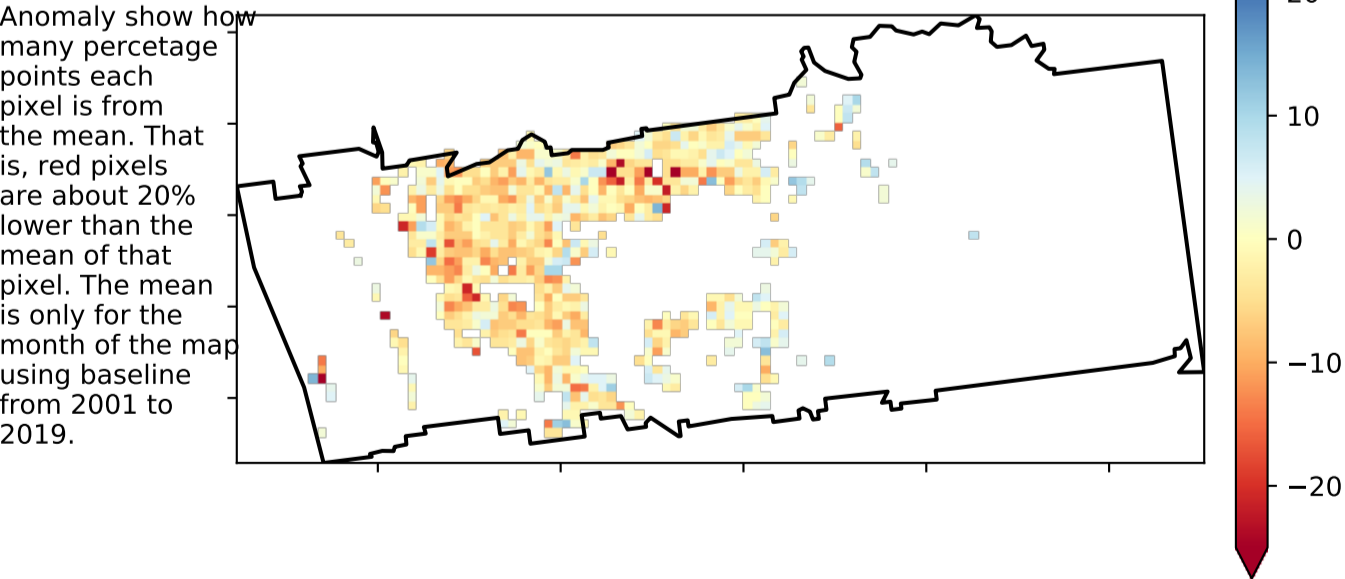 Anomaly show how
many percetage
points each
pixel is from
the mean. That
is, red pixels
are about 20%
lower than the
mean of that
pixel. The mean
is only for the
month of the map
using baseline
from 2001 to
2019.
10
0
−10
−20